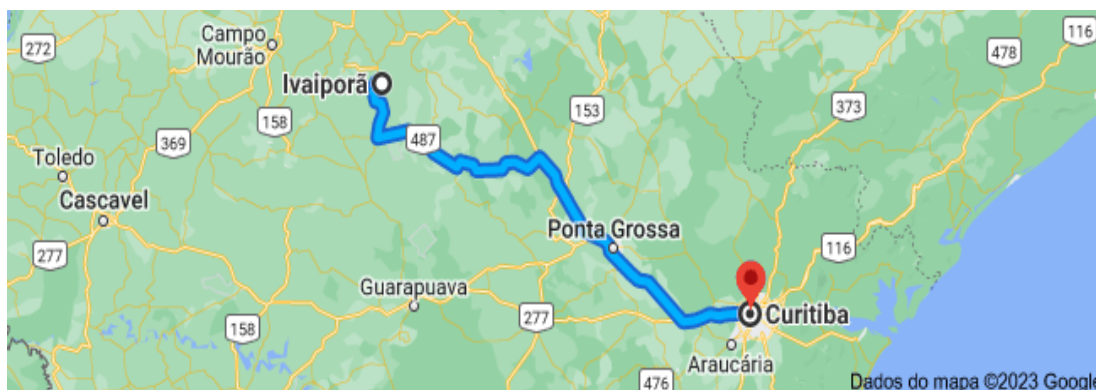 116
272
Campo
Mourão
478
Ivaiporã
153
373
158
487
369
Toledo
Cascavel
Ponta Grossa
277
116
Guarapuava
277
158
Curitiba
Araucária
476
Dados do mapa ©2023 Google